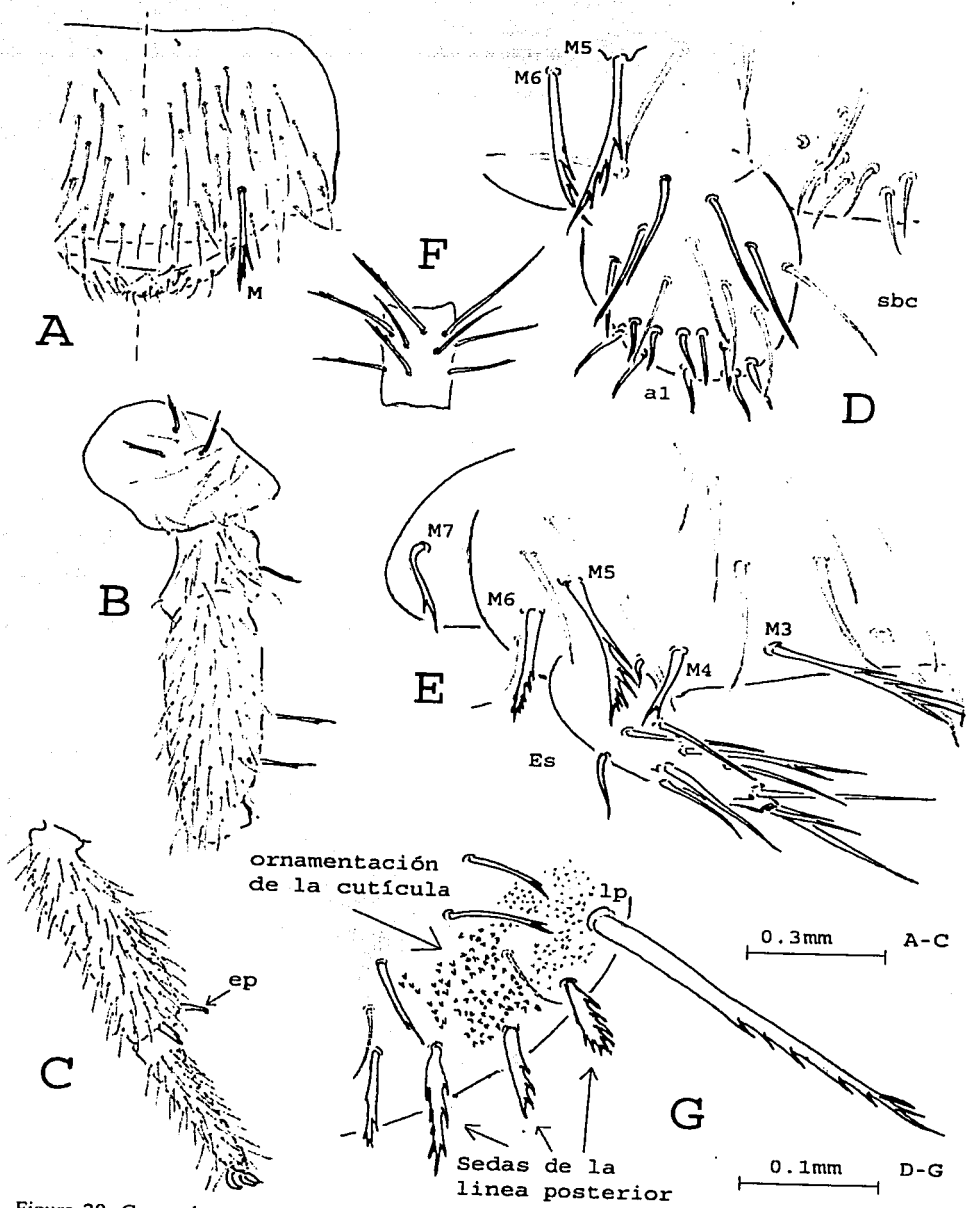 M5
M6
M
A
F
sbc
a1
D
B
M7
M6
M5
M4
M3
E
Es
ornamentación
de la cutícula
lp
0.3mm A-C
ep
C
G
Sedas de la
linea posterior
0.1mm D-G